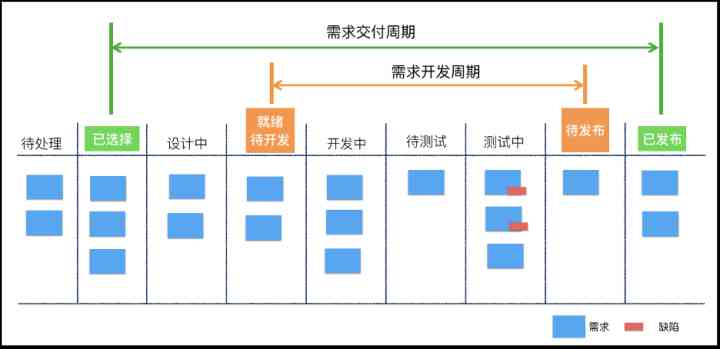 需求交付周期
需求开发周期
待处理
已选择
设计中
就绪
待开发
开发中
待测试
测试中
待发布
已发布
需求
缺陷